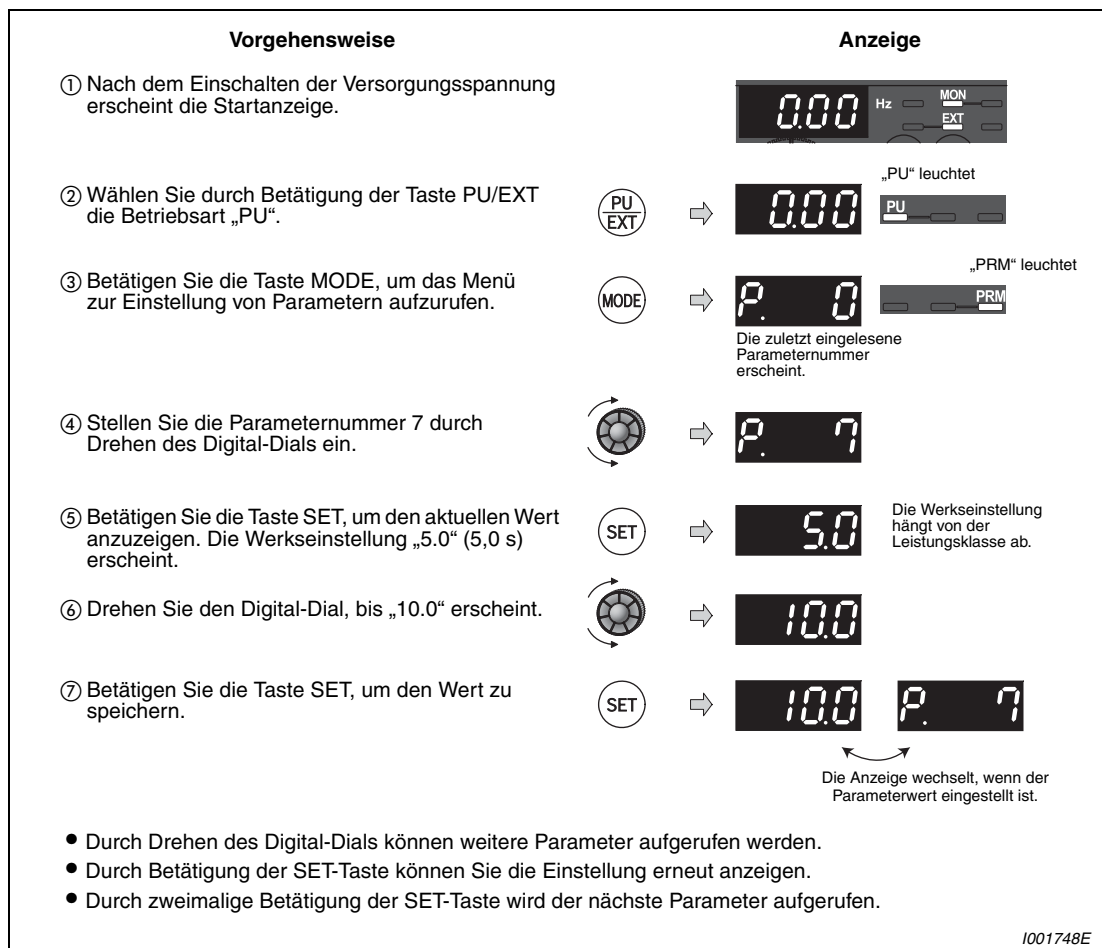 Vorgehensweise
Anzeige
① Nach dem Einschalten der Versorgungsspannung
erscheint die Startanzeige.
0.00 Hz MON
EXT
② Wählen Sie durch Betätigung der Taste PU/EXT
die Betriebsart „PU“.
PU
EXT
0.00
„PU“ leuchtet
PU
③ Betätigen Sie die Taste MODE, um das Menü
zur Einstellung von Parametern aufzurufen.
MODE
P. 0
„PRM“ leuchtet
PRM
Die zuletzt eingelesene
Parameternummer
erscheint.
④ Stellen Sie die Parameternummer 7 durch
Drehen des Digital-Dials ein.
P. 7
⑤ Betätigen Sie die Taste SET, um den aktuellen Wert
anzuzeigen. Die Werkseinstellung „5.0“ (5,0 s)
erscheint.
SET
5.0
Die Werkseinstellung
hängt von der
Leistungsklasse ab.
⑥ Drehen Sie den Digital-Dial, bis „10.0“ erscheint.
10.0
⑦ Betätigen Sie die Taste SET, um den Wert zu
speichern.
SET
10.0
P. 7
Die Anzeige wechselt, wenn der
Parameterwert eingestellt ist.
● Durch Drehen des Digital-Dials können weitere Parameter aufgerufen werden.
● Durch Betätigung der SET-Taste können Sie die Einstellung erneut anzeigen.
● Durch zweimalige Betätigung der SET-Taste wird der nächste Parameter aufgerufen.
I001748E